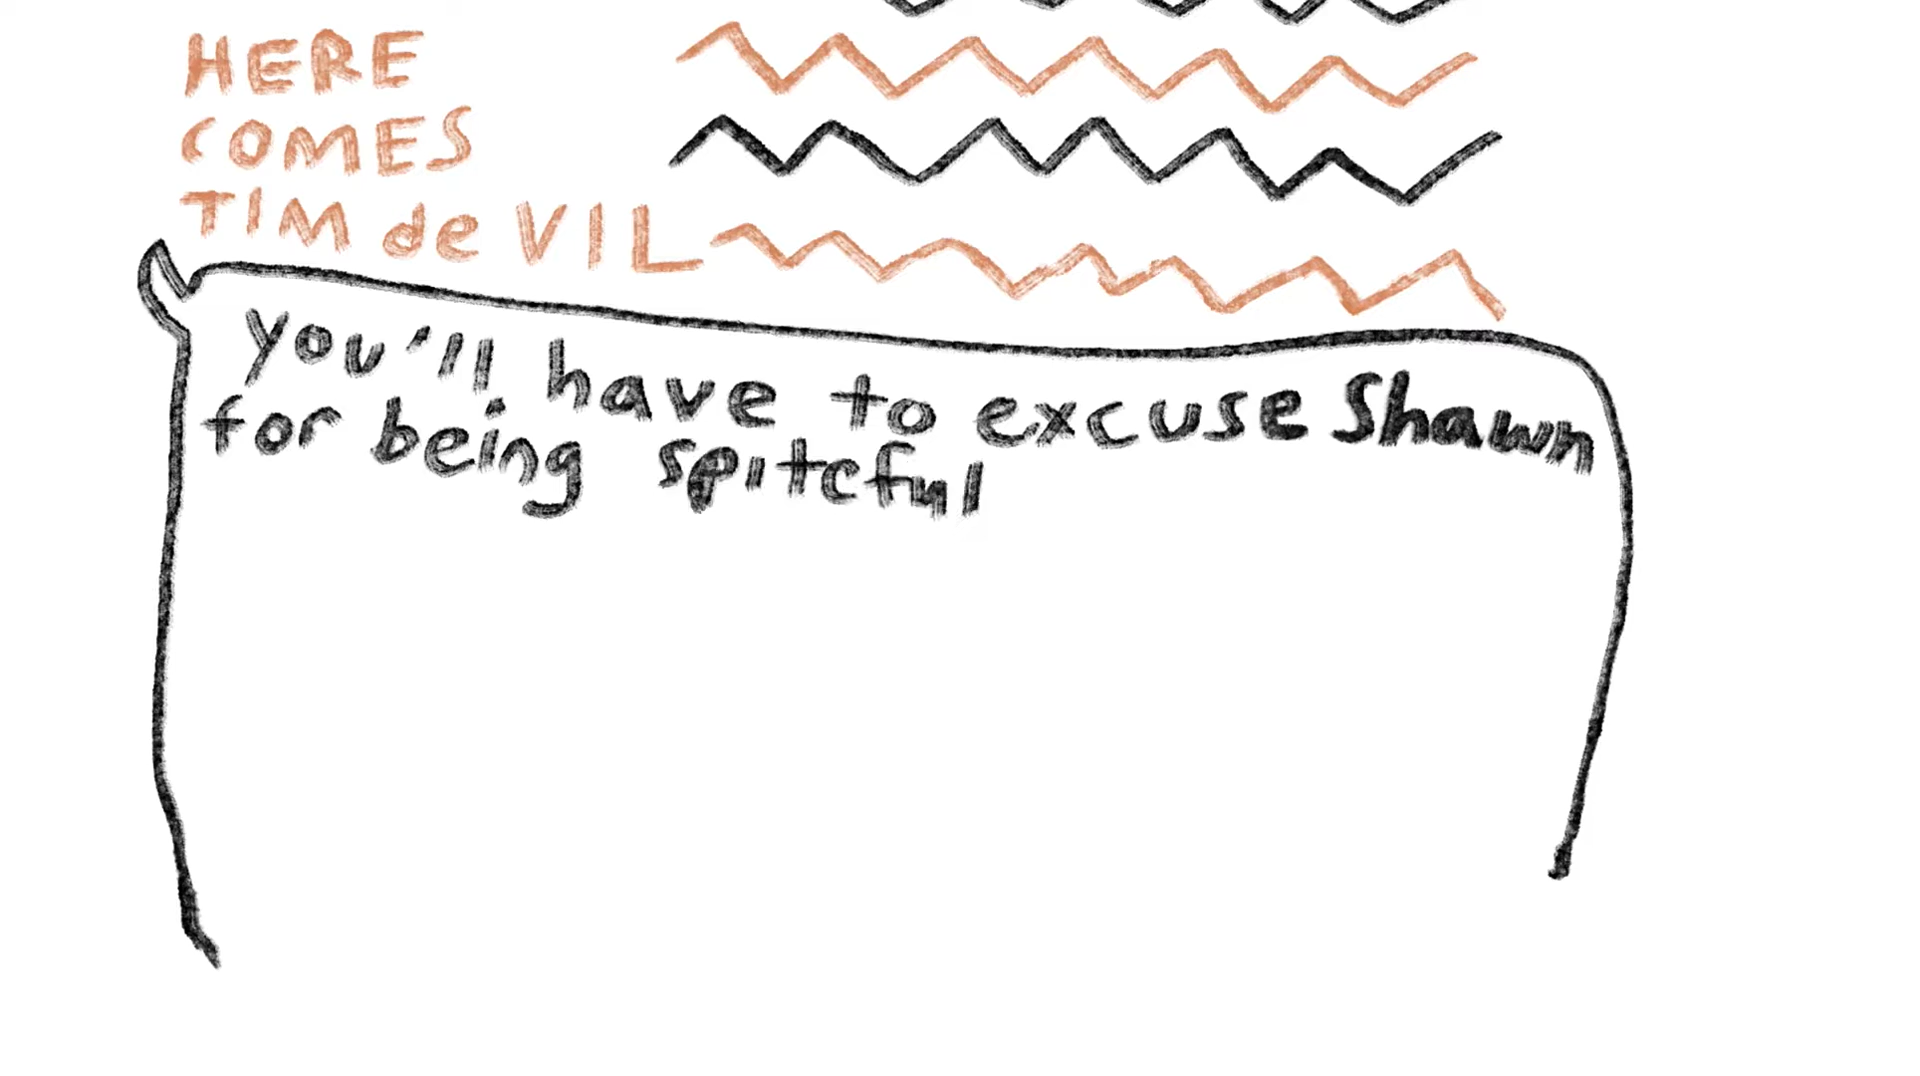 HERE
COMES
TIM de VIL
you'll have to excuse Shawn
for being spiteful